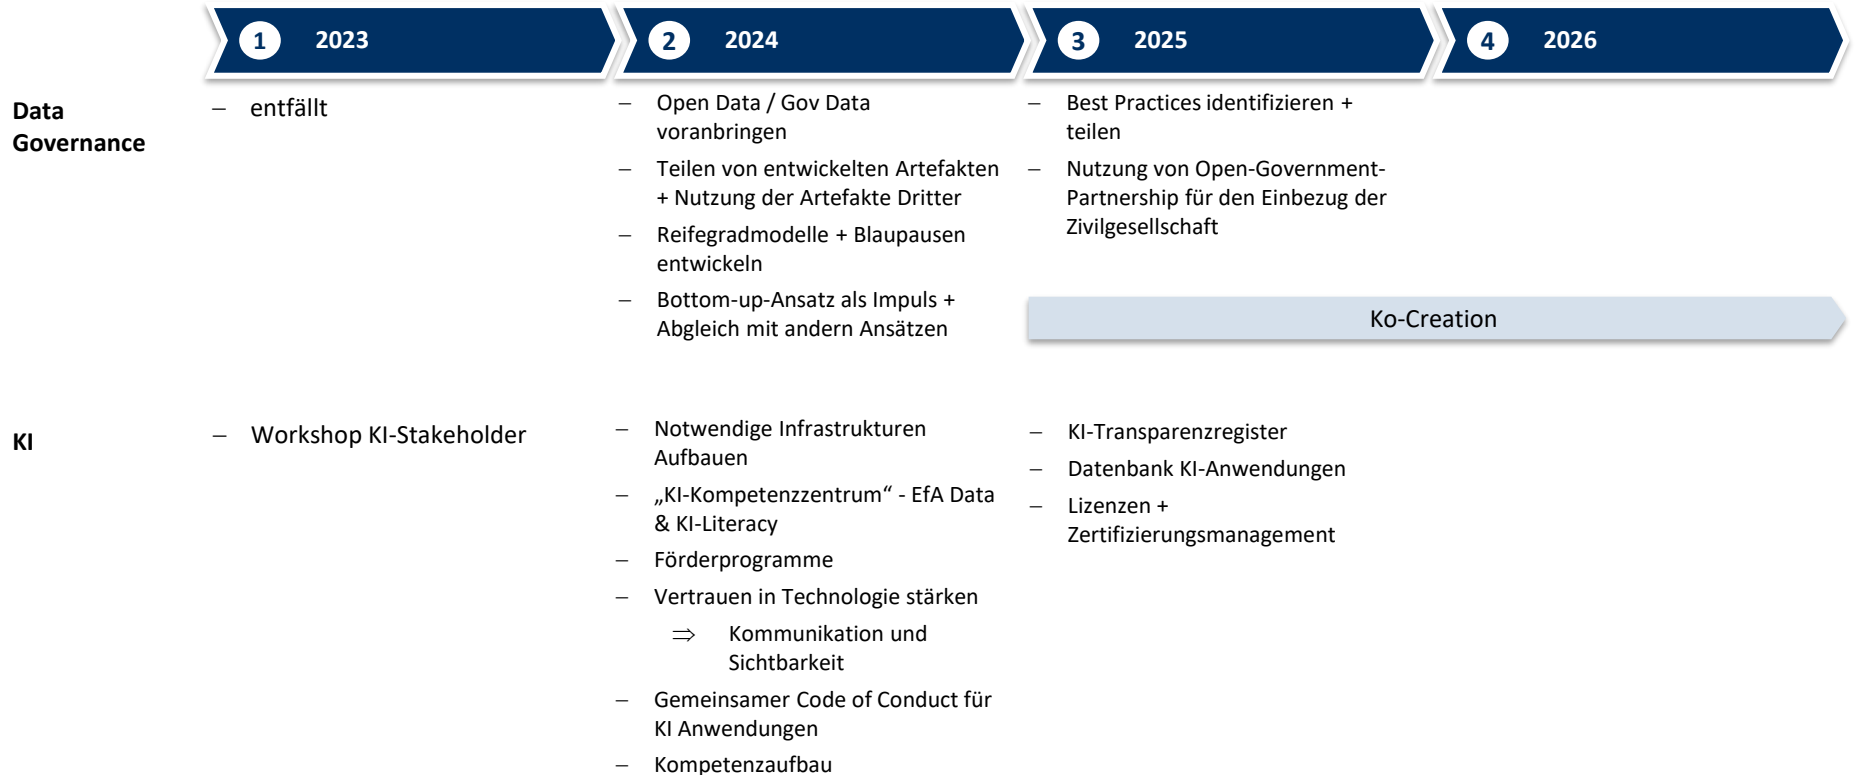 1 2023
2 2024
3 2025
4 2026
Data
Governance
– entfällt
– Open Data / Gov Data
voranbringen
– Teilen von entwickelten Artefakten
+ Nutzung der Artefakte Dritter
– Reifegradmodelle + Blaupausen
entwickeln
– Bottom-up-Ansatz als Impuls +
Abgleich mit andern Ansätzen
– Best Practices identifizieren +
teilen
– Nutzung von Open-Government-
Partnership für den Einbezug der
Zivilgesellschaft
Ko-Creation
KI
– Workshop KI-Stakeholder
– Notwendige Infrastrukturen
Aufbauen
– „KI-Kompetenzzentrum“ - EfA Data
& KI-Literacy
– Förderprogramme
– Vertrauen in Technologie stärken
⇒ Kommunikation und
Sichtbarkeit
– Gemeinsamer Code of Conduct für
KI Anwendungen
– Kompetenzaufbau
– KI-Transparenzregister
– Datenbank KI-Anwendungen
– Lizenzen +
Zertifizierungsmanagement